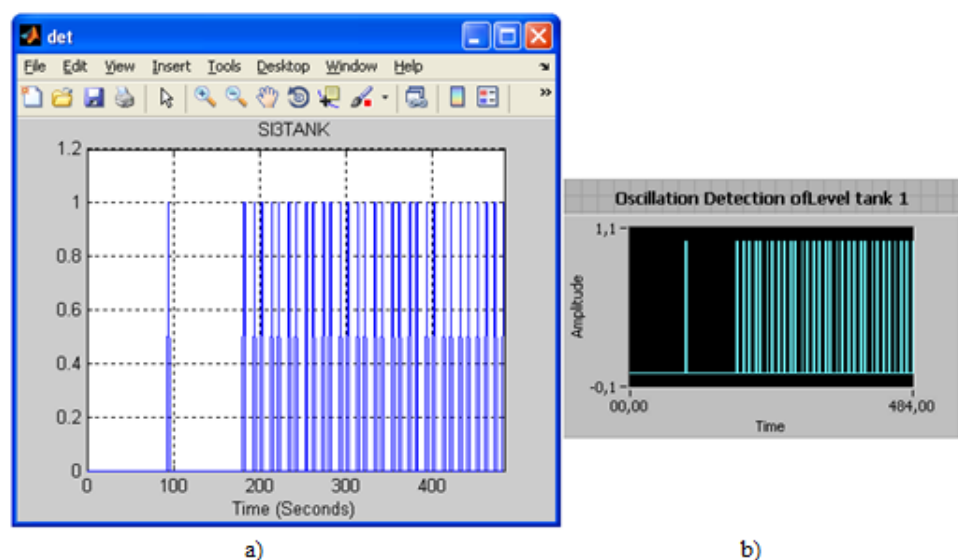 det
File Edit View Insert Tools Desktop Window Help
SI3TANK
1.2
1
0.8
0.6
0.4
0.2
0
0 100 200 300 400
Time (Seconds)
a)
Oscillation Detection ofLevel tank 1
1,1
Amplitude
-0,1
00,00 484,00
Time
b)